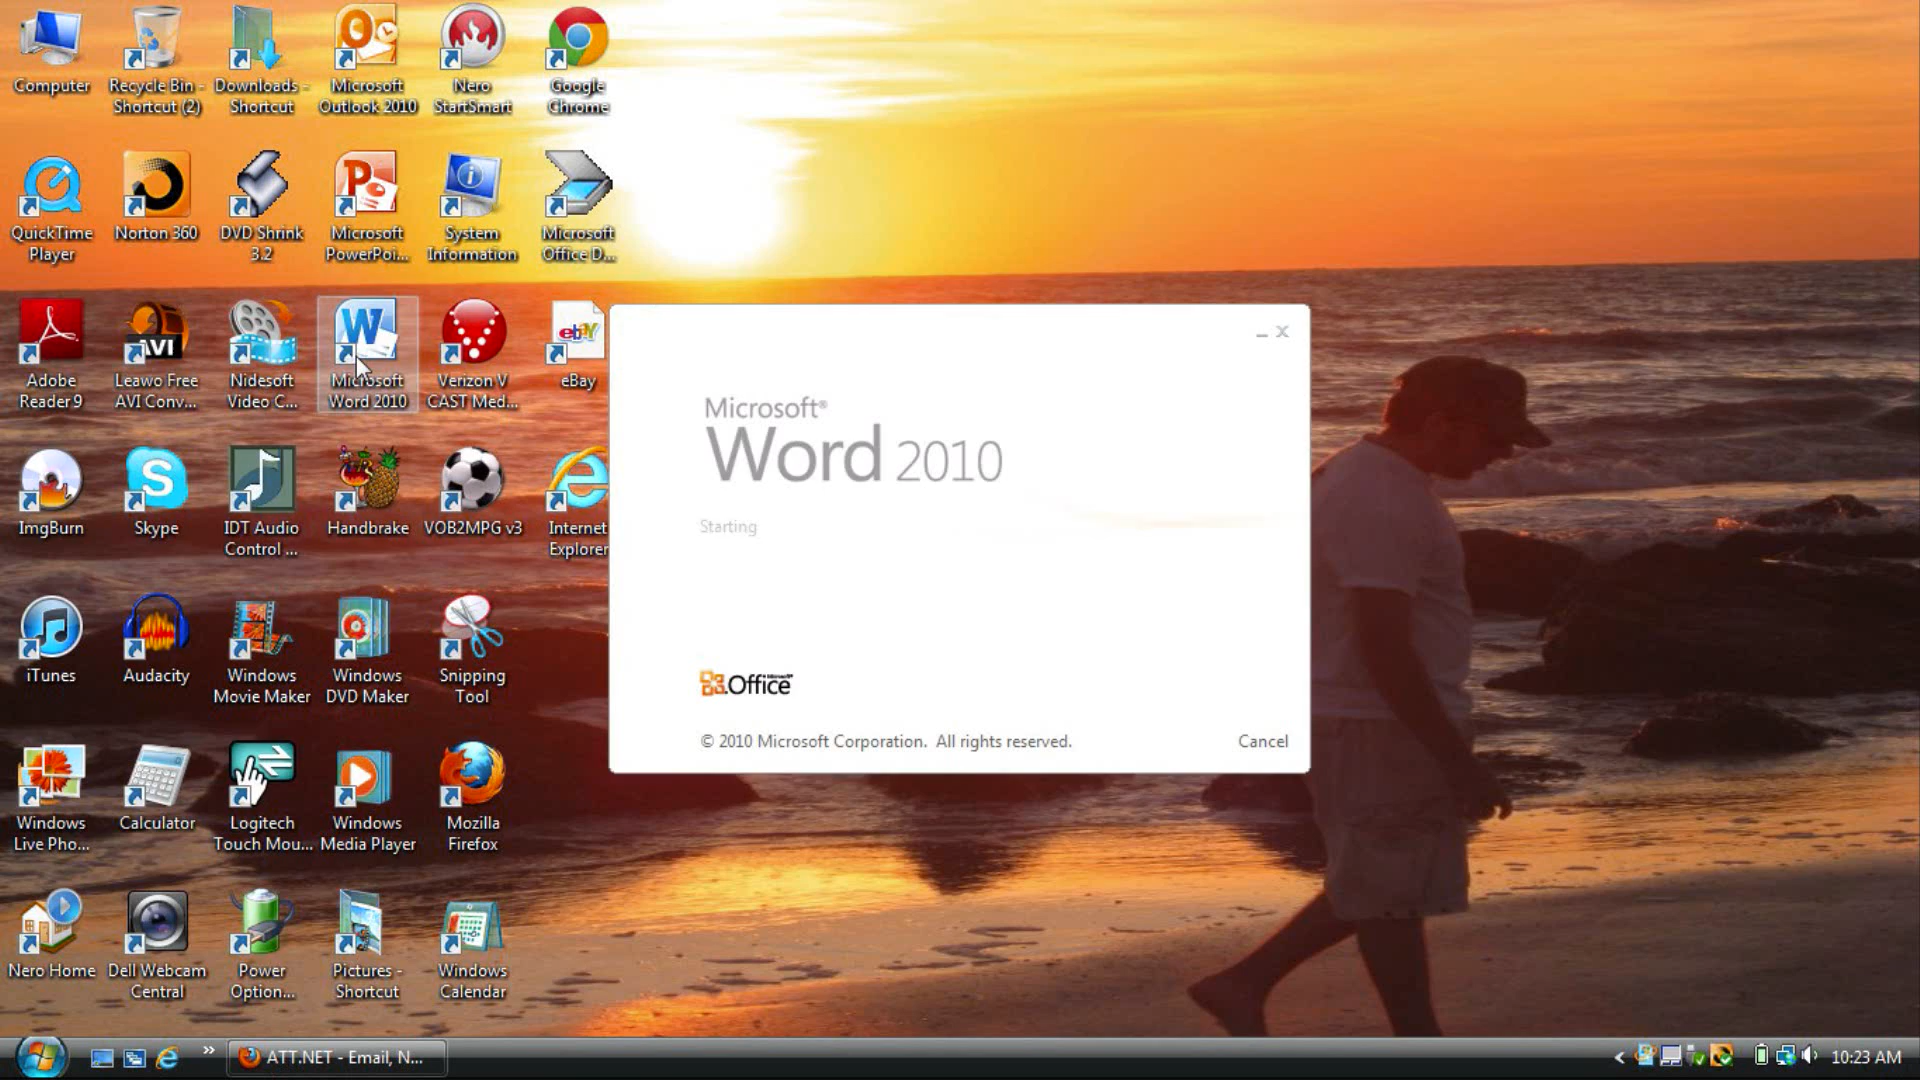 Computer
Recycle Bin -
Shortcut (2)
Downloads -
Shortcut
Microsoft
Outlook 2010
Nero
StartSmart
Google
Chrome
QuickTime
Player
Norton 360
DVD Shrink
3.2
Microsoft
PowerPoi...
System
Information
Microsoft
Office D...
Adobe
Reader 9
AVI
Leawo Free
AVI Conv...
Nidesoft
Video C...
Microsoft
Word 2010
Verizon V
CAST Med...
ebay
eBay
ImgBurn
Skype
IDT Audio
Control ...
Handbrake
VOB2MPG v3
Internet
Explorer
iTunes
Audacity
Windows
Movie Maker
Windows
DVD Maker
Snipping
Tool
Windows
Live Pho...
Calculator
Logitech
Touch Mou...
Windows
Media Player
Mozilla
Firefox
Nero Home
Dell Webcam
Central
Power
Option...
Pictures -
Shortcut
Windows
Calendar
Microsoft®
Word 2010
Starting
Office
© 2010 Microsoft Corporation. All rights reserved.
Cancel
ATT.NET - Email, N...
10:23 AM